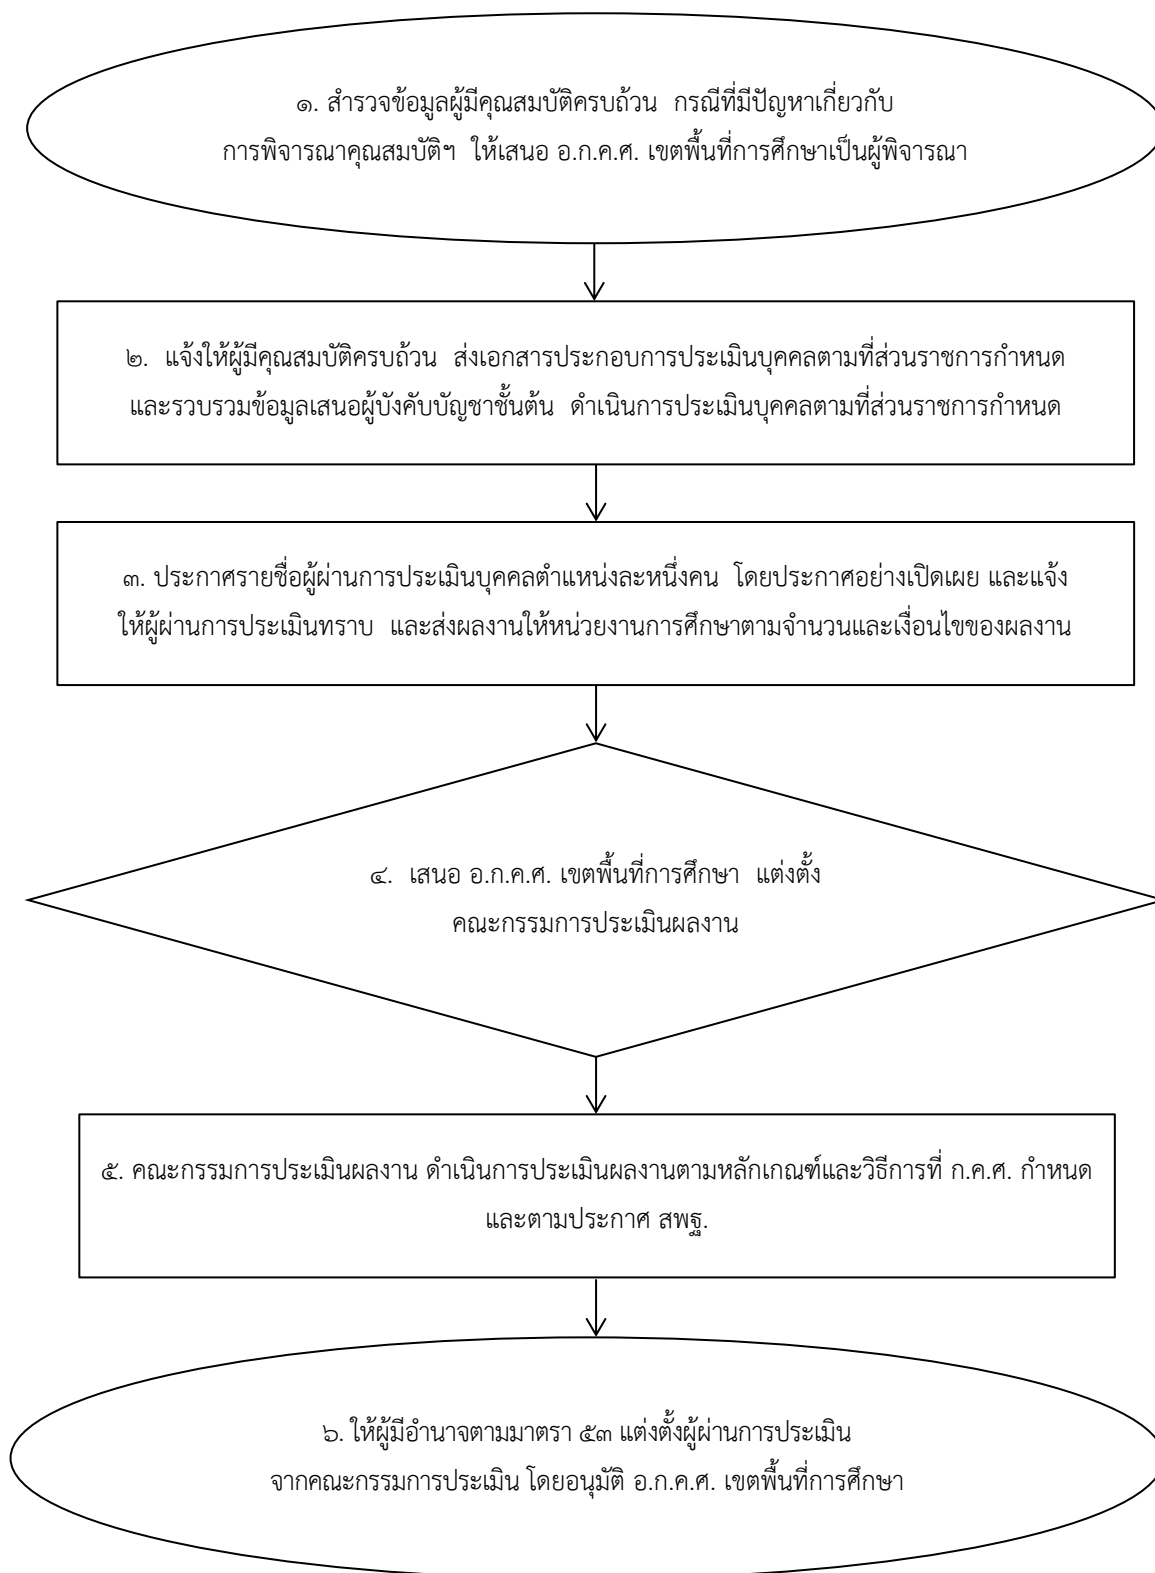 ๑. สำรวจข้อมูลผู้มีคุณสมบัติครบถ้วน กรณีที่มีปัญหาเกี่ยวกับ
การพิจารณาคุณสมบัติฯ ให้เสนอ อ.ก.ค.ศ. เขตพื้นที่การศึกษาเป็นผู้พิจารณา
๒. แจ้งให้ผู้มีคุณสมบัติครบถ้วน ส่งเอกสารประกอบการประเมินบุคคลตามที่ส่วนราชการกำหนด
และรวบรวมข้อมูลเสนอผู้บังคับบัญชาชั้นต้น ดำเนินการประเมินบุคคลตามที่ส่วนราชการกำหนด
๓. ประกาศรายชื่อผู้ผ่านการประเมินบุคคลตำแหน่งละหนึ่งคน โดยประกาศอย่างเปิดเผย และแจ้ง
ให้ผู้ผ่านการประเมินทราบ และส่งผลงานให้หน่วยงานการศึกษาตามจำนวนและเงื่อนไขของผลงาน
๔. เสนอ อ.ก.ค.ศ. เขตพื้นที่การศึกษา แต่งตั้ง
คณะกรรมการประเมินผลงาน
๕. คณะกรรมการประเมินผลงาน ดำเนินการประเมินผลงานตามหลักเกณฑ์และวิธีการที่ ก.ค.ศ. กำหนด
และตามประกาศ สพฐ.
๖. ให้ผู้มีอำนาจตามมาตรา ๕๓ แต่งตั้งผู้ผ่านการประเมิน
จากคณะกรรมการประเมิน โดยอนุมัติ อ.ก.ค.ศ. เขตพื้นที่การศึกษา